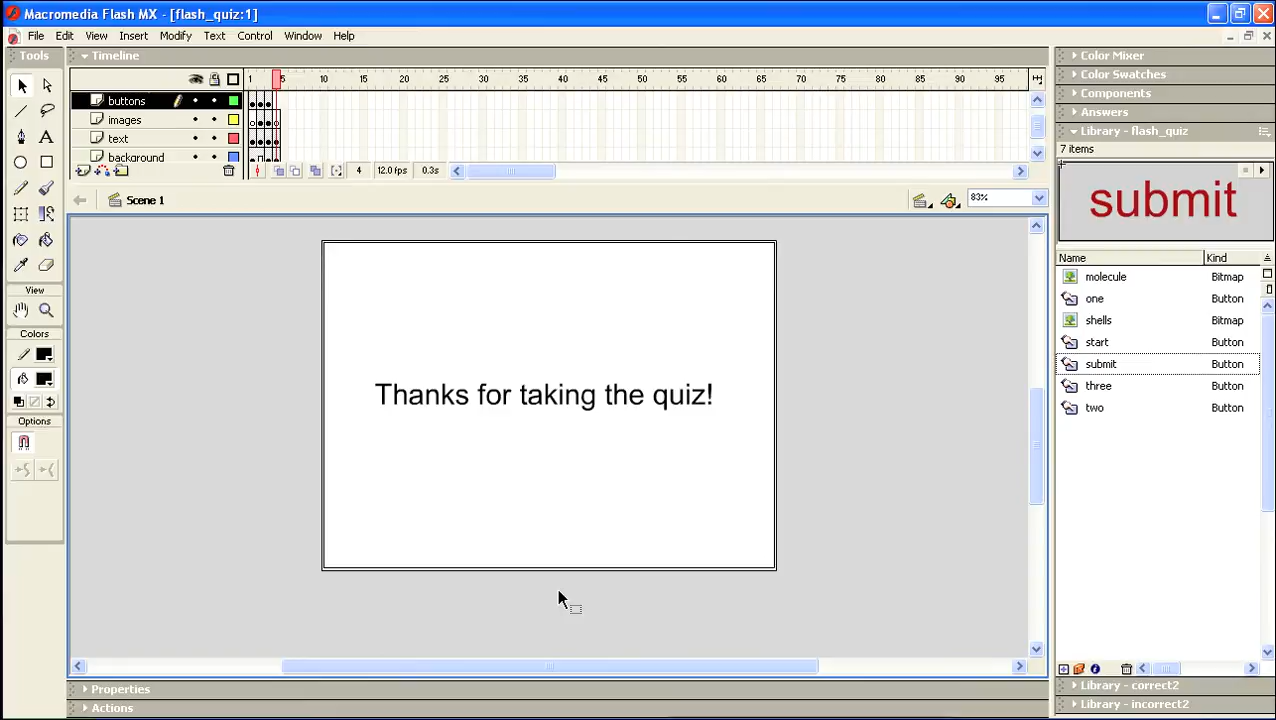 Macromedia Flash MX - [flash_quiz:1]
File Edit View Insert Modify Text Control Window Help
Tools
Timeline
1 5 10 15 20 25 30 35 40 45 50 55 60 65 70 75 80 85 90 95
buttons
images
text
background
4 12.0 fps 0.3s
Scene 1
83%
View
Colors
Options
Thanks for taking the quiz!
Properties
Actions
Color Mixer
Color Swatches
Components
Answers
Library - flash_quiz
7 items
submit
Name Kind
molecule Bitmap
one Button
shells Bitmap
start Button
submit Button
three Button
two Button
Library - correct2
Library - incorrect2